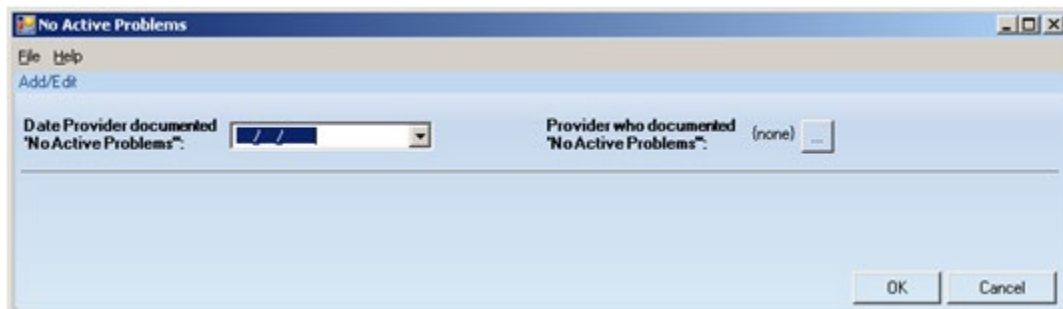 No Active Problems
File Help
Add/Edit
Date Provider documented
"No Active Problems":
_/_/
Provider who documented
"No Active Problems":
(none) ...
OK Cancel